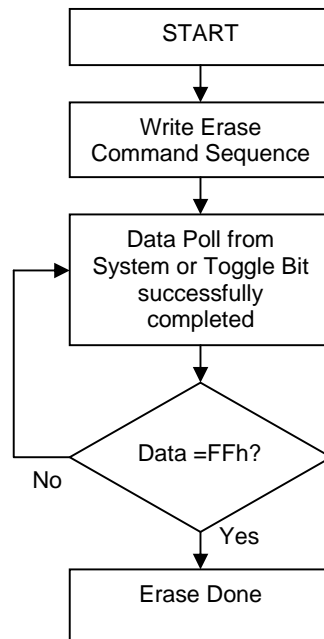 START
Write Erase
Command Sequence
Data Poll from
System or Toggle Bit
successfully
completed
Data =FFh?
No
Yes
Erase Done